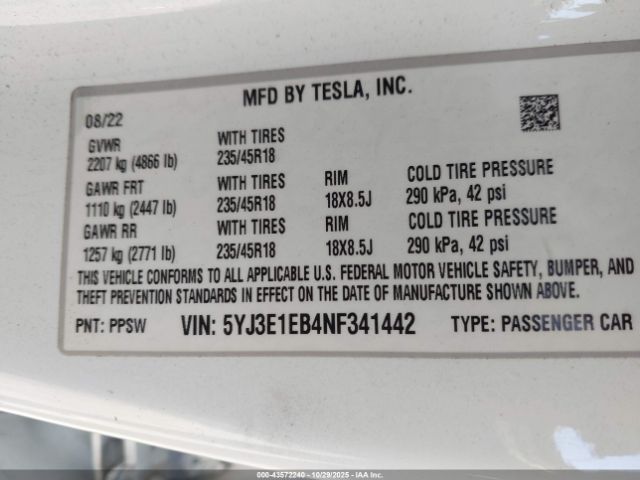 MFD BY TESLA, INC.
08/22
GVWR WITH TIRES
2207 kg (4866 lb) 235/45R18
GAWR FRT WITH TIRES RIM COLD TIRE PRESSURE
1110 kg (2447 lb) 235/45R18 18X8.5J 290 kPa, 42 psi
GAWR RR WITH TIRES RIM COLD TIRE PRESSURE
1257 kg (2771 lb) 235/45R18 18X8.5J 290 kPa, 42 psi
THIS VEHICLE CONFORMS TO ALL APPLICABLE U.S. FEDERAL MOTOR VEHICLE SAFETY, BUMPER, AND
THEFT PREVENTION STANDARDS IN EFFECT ON THE DATE OF MANUFACTURE SHOWN ABOVE.
PNT: PPSW VIN: 5YJ3E1EB4NF341442 TYPE: PASSENGER CAR
000-43572240 - 10/29/2025 - IAA Inc.